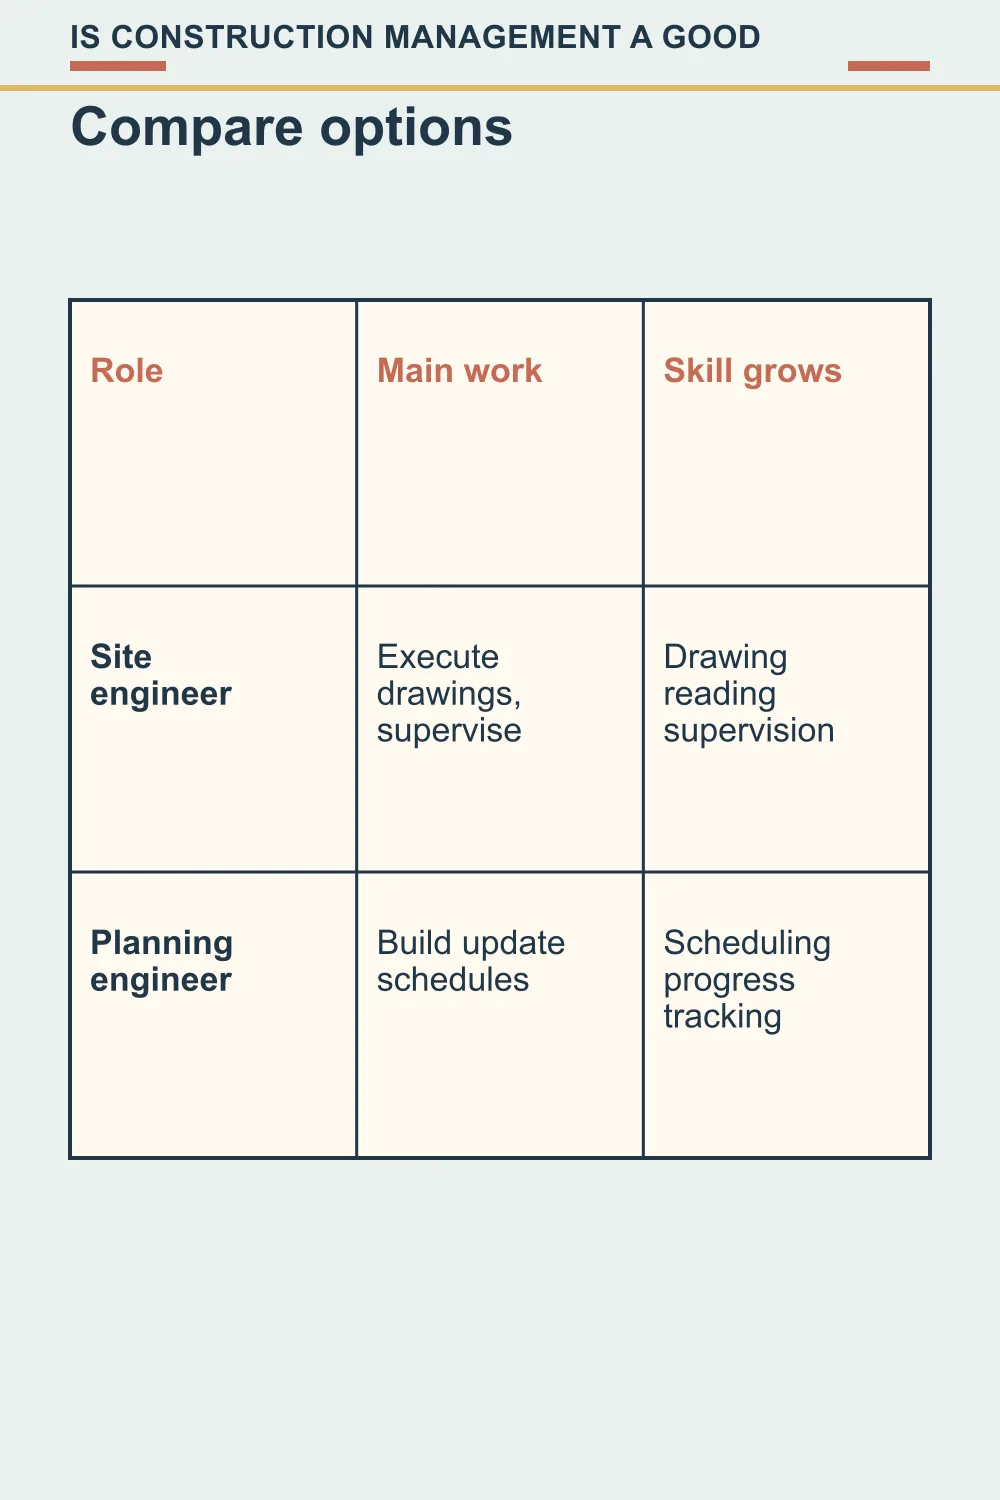 IS CONSTRUCTION MANAGEMENT A GOOD
Compare options
Role
Main work
Skill grows
Site
engineer
Execute
drawings,
supervise
Drawing
reading
supervision
Planning
engineer
Build update
schedules
Scheduling
progress
tracking